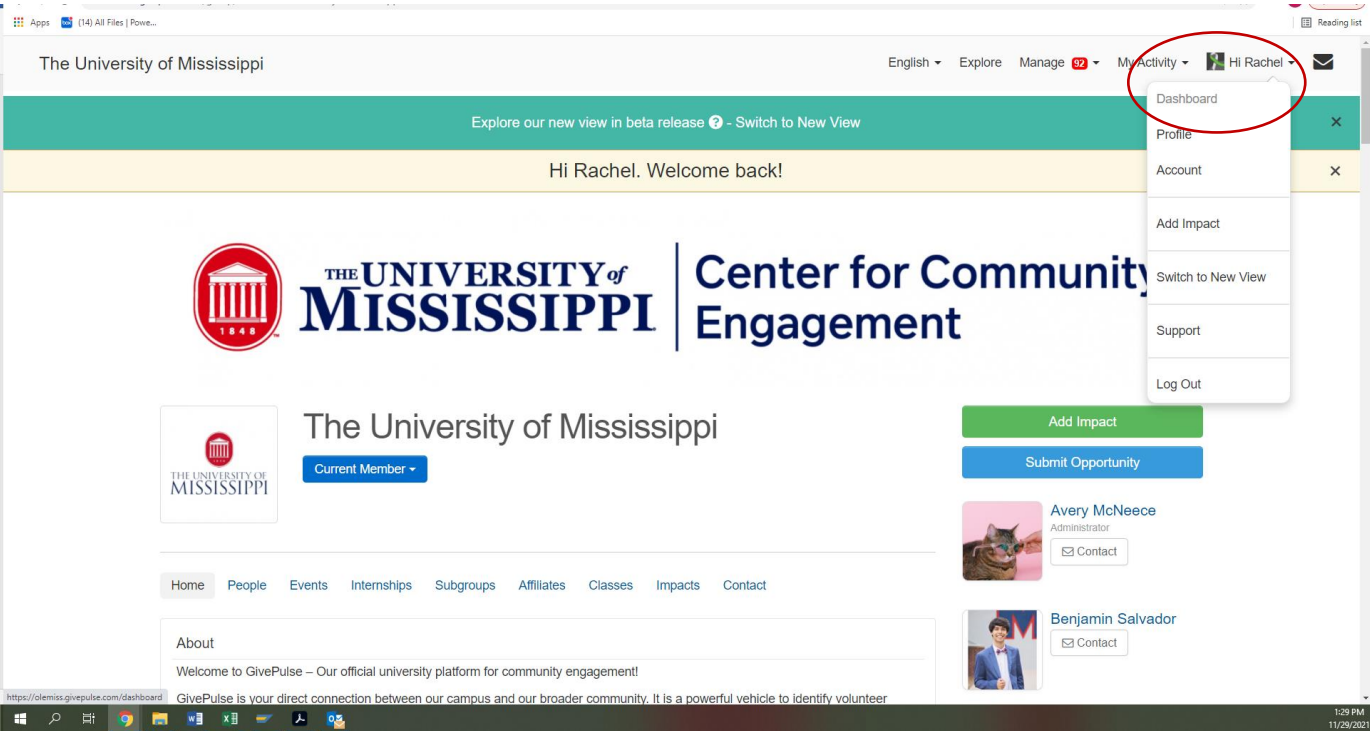 Apps (14) All Files | Powe... Reading list
The University of Mississippi English Explore Manage 92 My Activity Hi Rachel
Explore our new view in beta release ? - Switch to New View ×
Hi Rachel. Welcome back! ×
Dashboard
Profile
Account
Add Impact
Switch to New View
Support
Log Out
1848
THE UNIVERSITY of
MISSISSIPPI
Center for Community
Engagement
THE UNIVERSITY OF
MISSISSIPPI
The University of Mississippi
Current Member
Add Impact
Submit Opportunity
Avery McNeece
Administrator
Contact
Benjamin Salvador
Contact
Home People Events Internships Subgroups Affiliates Classes Impacts Contact
About
Welcome to GivePulse – Our official university platform for community engagement!
GivePulse is your direct connection between our campus and our broader community. It is a powerful vehicle to identify volunteer
https://olemiss.givepulse.com/dashboard
1:29 PM
11/29/2021